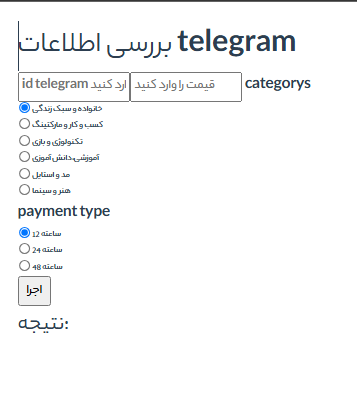 بررسی اطلاعات telegram
ارد کنید id telegram قیمت را وارد کنید categorys
خانواده و سبک زندگی
کسب و کار و مارکتینگ
تکنولوژی و بازی
آموزشی،دانش آموزی
مد و استایل
هنر و سینما
payment type
12 ساعته
24 ساعته
48 ساعته
اجرا
نتیجه: